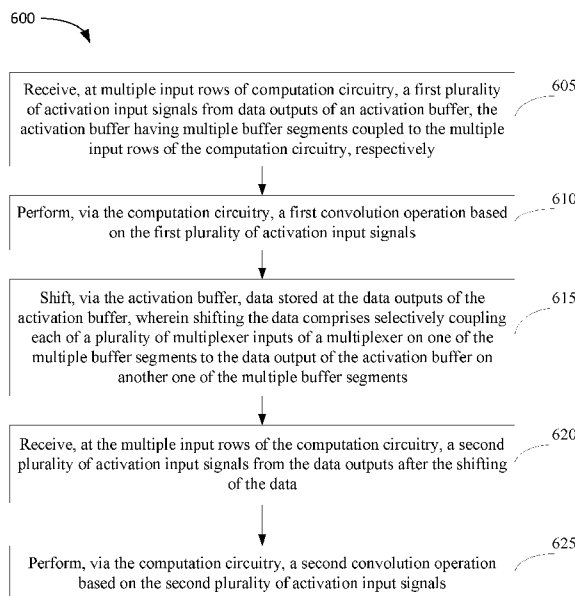 600
605
Receive, at multiple input rows of computation circuitry, a first plurality
of activation input signals from data outputs of an activation buffer, the
activation buffer having multiple buffer segments coupled to the multiple
input rows of the computation circuitry, respectively
610
Perform, via the computation circuitry, a first convolution operation based
on the first plurality of activation input signals
615
Shift, via the activation buffer, data stored at the data outputs of the
activation buffer, wherein shifting the data comprises selectively coupling
each of a plurality of multiplexer inputs of a multiplexer on one of the
multiple buffer segments to the data output of the activation buffer on
another one of the multiple buffer segments
620
Receive, at the multiple input rows of the computation circuitry, a second
plurality of activation input signals from the data outputs after the shifting
of the data
625
Perform, via the computation circuitry, a second convolution operation
based on the second plurality of activation input signals